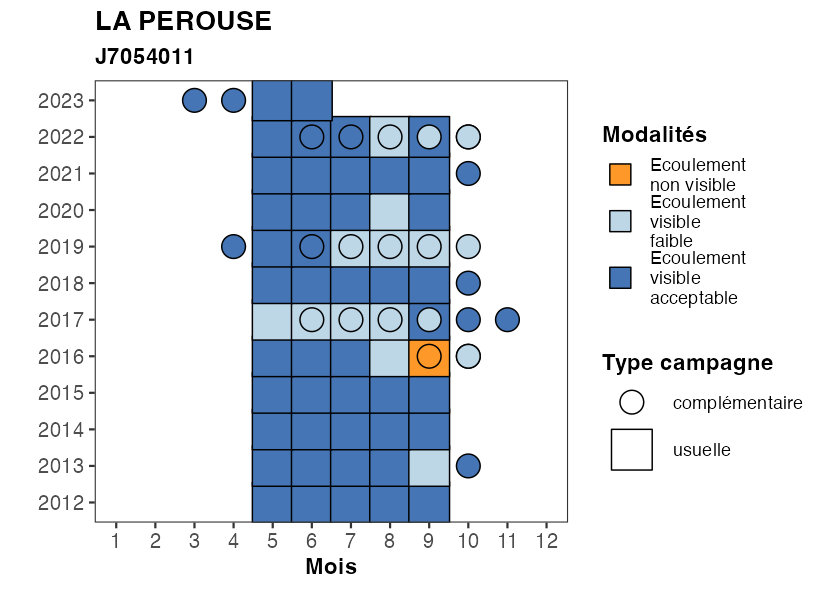 LA PEROUSE
J7054011
2023
2022
2021
2020
2019
2018
2017
2016
2015
2014
2013
2012
1 2 3 4 5 6 7 8 9 10 11 12
Mois
Modalités
Ecoulement
non visible
Ecoulement
visible
faible
Ecoulement
visible
acceptable
Type campagne
complémentaire
usuelle